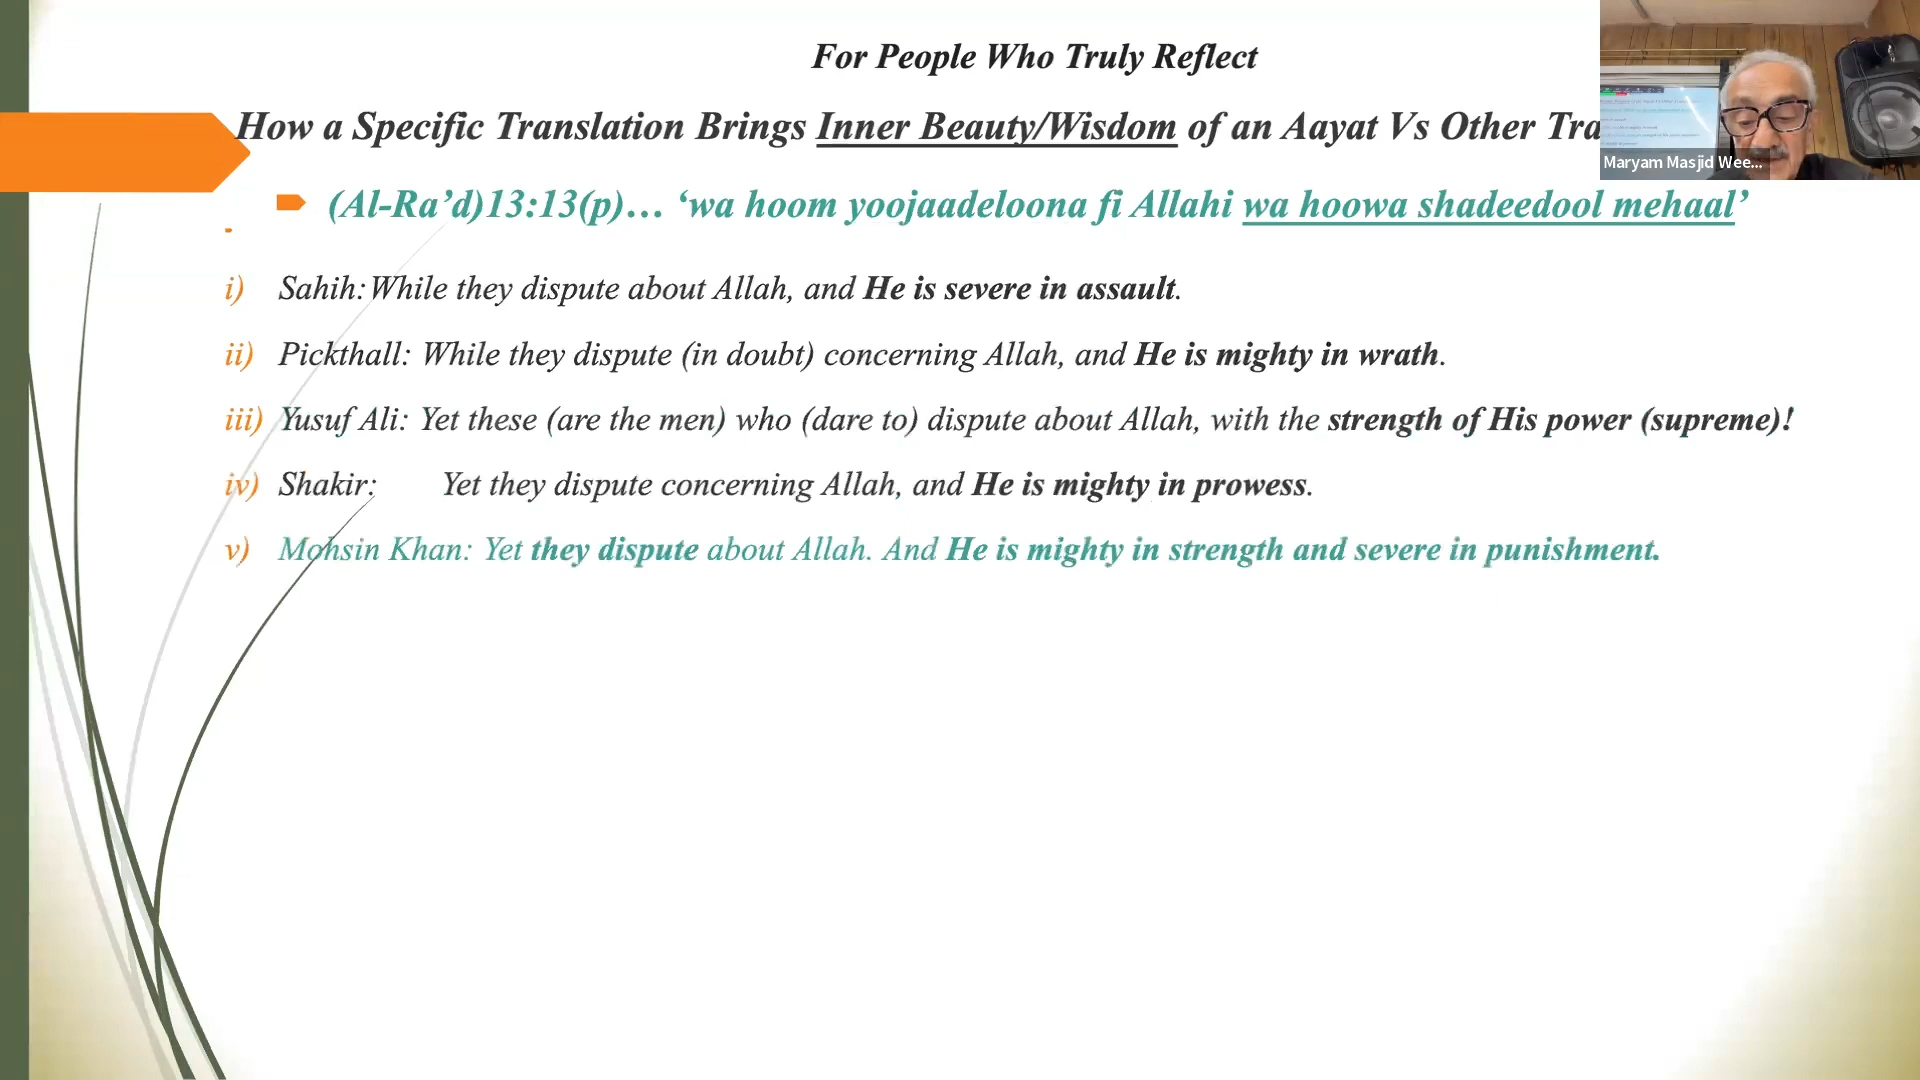 For People Who Truly Reflect
How a Specific Translation Brings Inner Beauty/Wisdom of an Aayat Vs Other Tra
Maryam Masjid Wee...
(Al-Ra’d)13:13(p)… ‘wa hoom yoojaadeloona fi Allahi wa hoowa shadeedool mehaal’
i) Sahih: While they dispute about Allah, and He is severe in assault.
ii) Pickthall: While they dispute (in doubt) concerning Allah, and He is mighty in wrath.
iii) Yusuf Ali: Yet these (are the men) who (dare to) dispute about Allah, with the strength of His power (supreme)!
iv) Shakir: Yet they dispute concerning Allah, and He is mighty in prowess.
v) Mohsin Khan: Yet they dispute about Allah. And He is mighty in strength and severe in punishment.